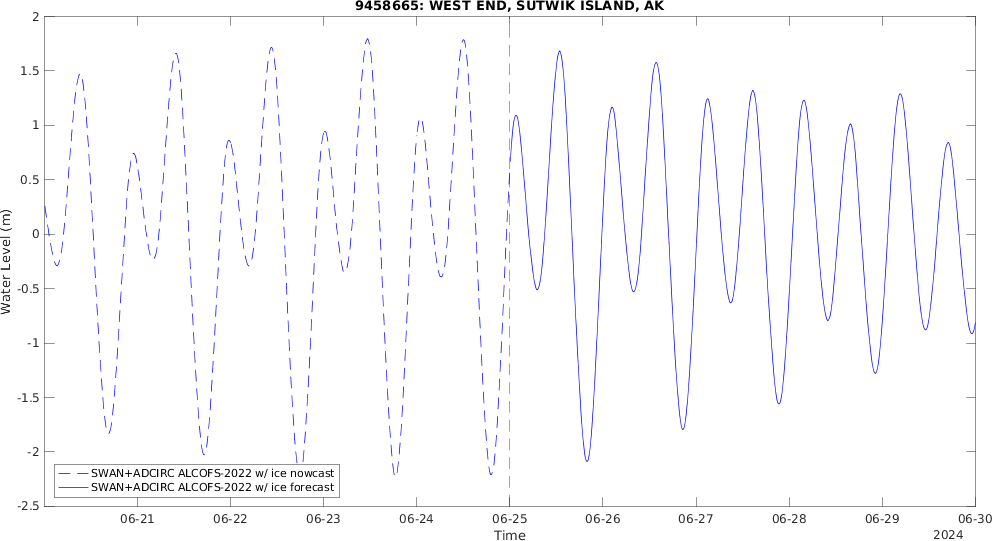 9458665: WEST END, SUTWIK ISLAND, AK
2
1.5
1
0.5
0
-0.5
-1
-1.5
-2
-2.5
Water Level (m)
SWAN+ADCIRC ALCOFS-2022 w/ ice nowcast
SWAN+ADCIRC ALCOFS-2022 w/ ice forecast
06-21 06-22 06-23 06-24 06-25 06-26 06-27 06-28 06-29 06-30
Time
2024